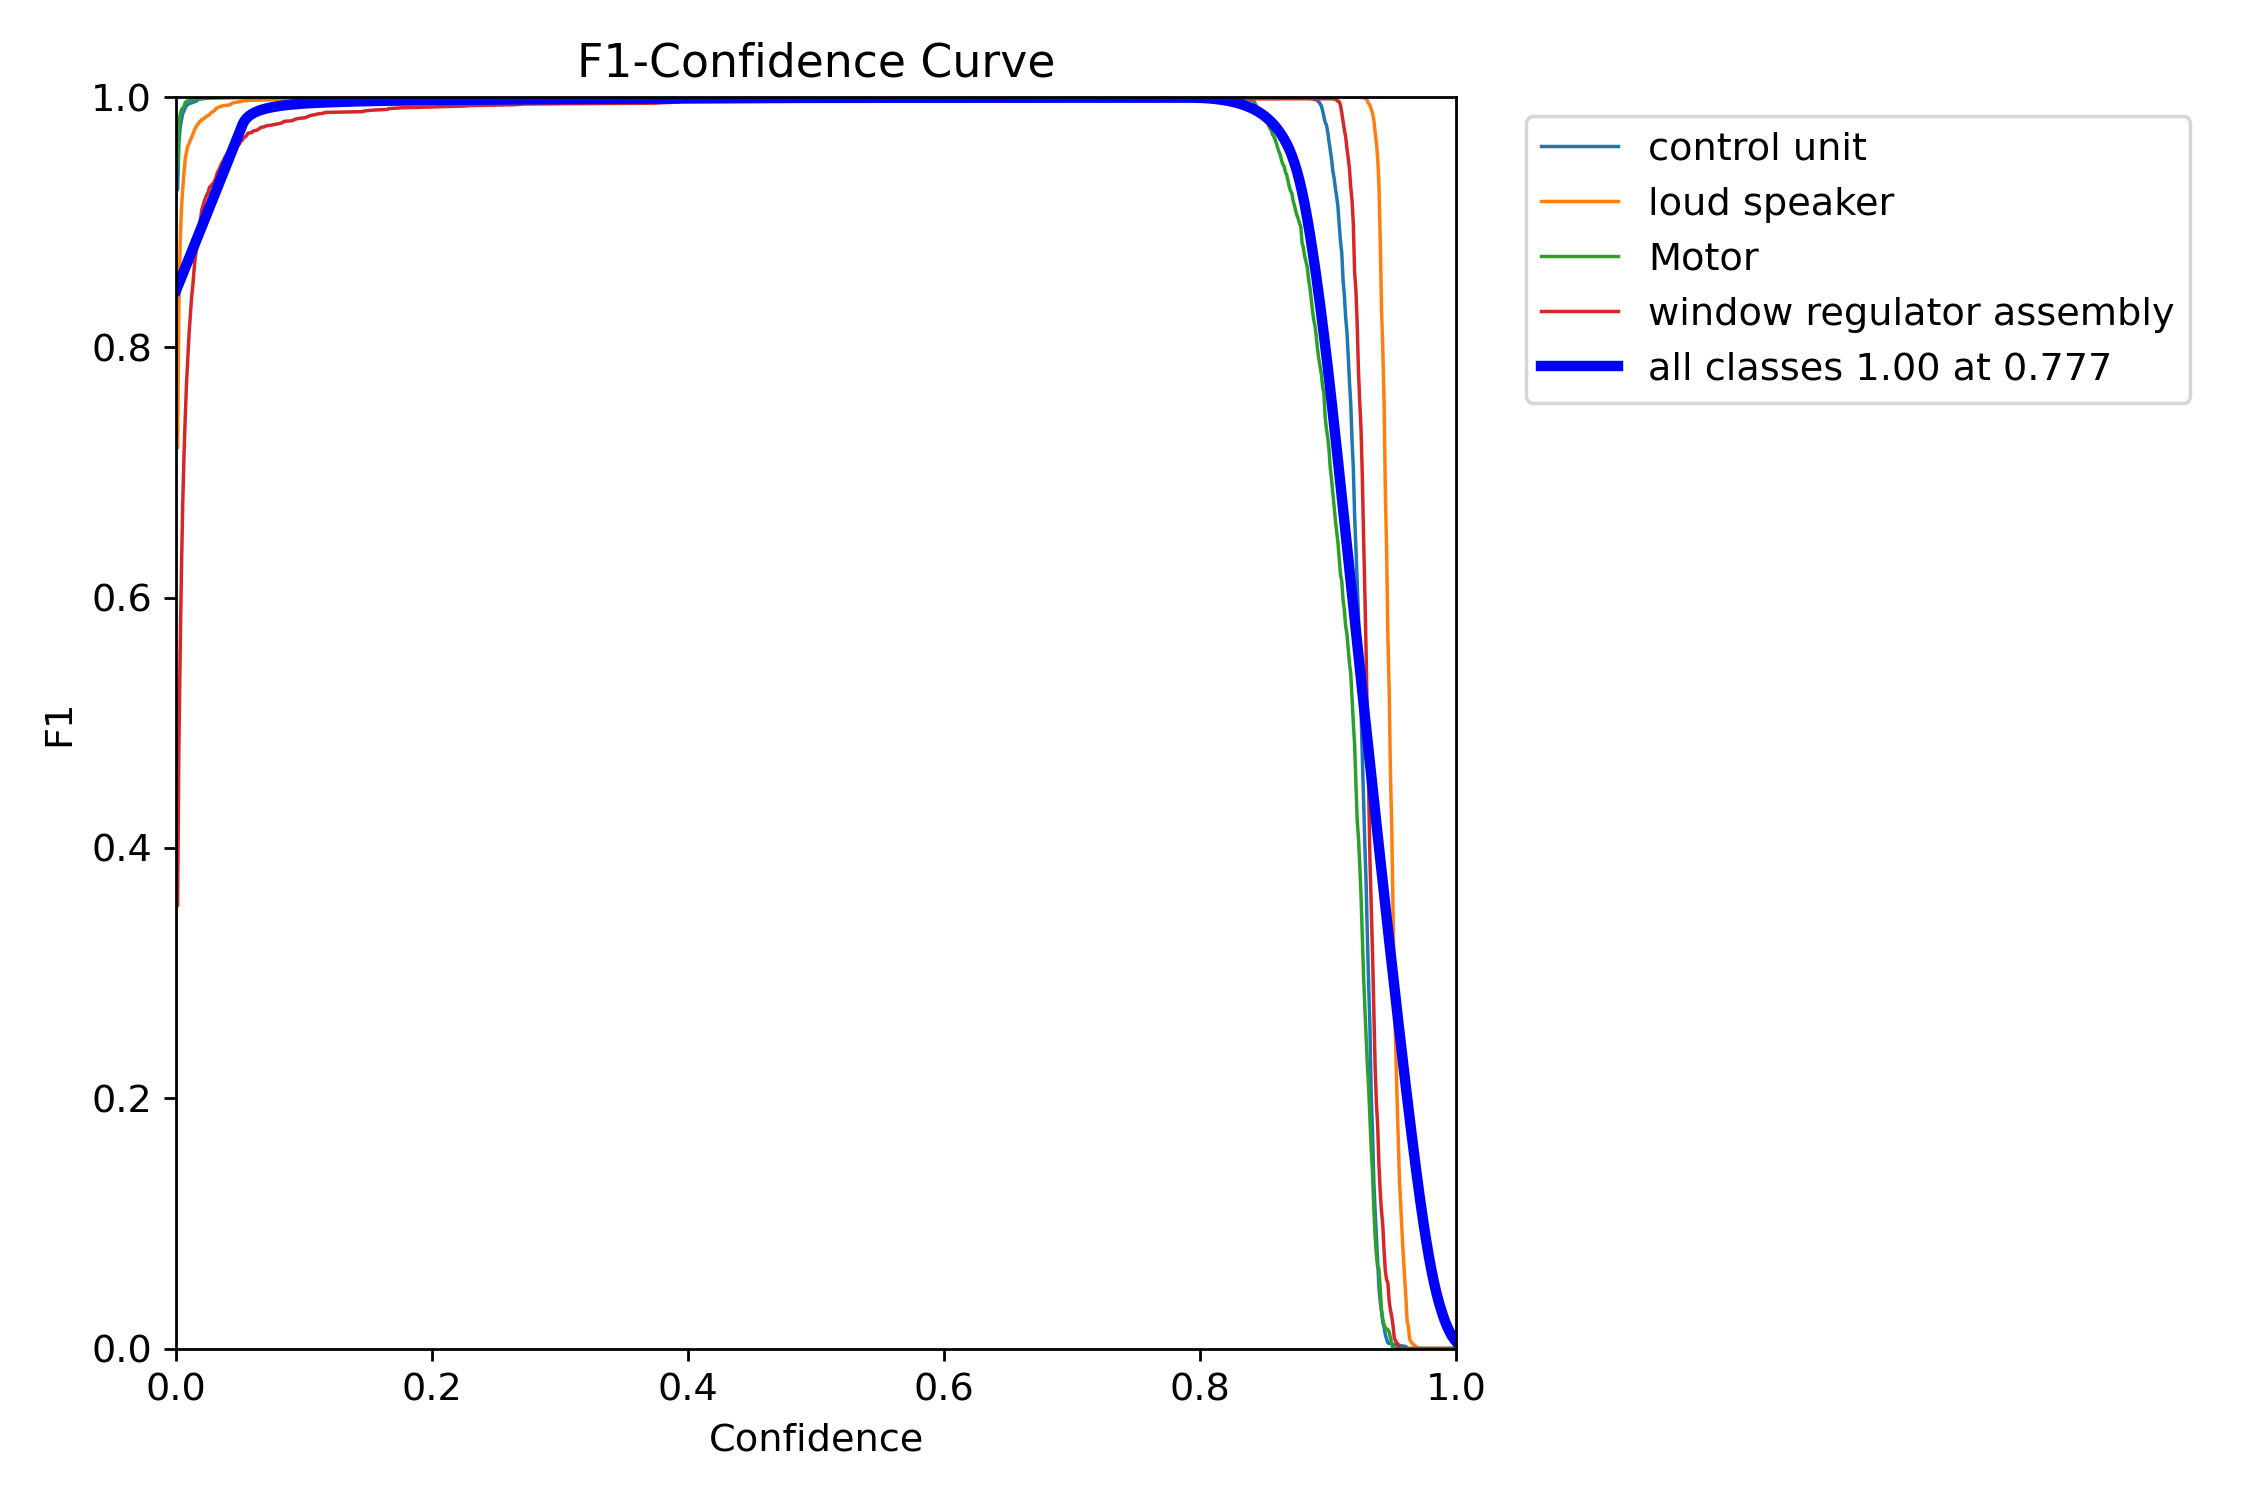 F1-Confidence Curve
1.0
0.8
0.6
0.4
0.2
0.0
F1
0.0 0.2 0.4 0.6 0.8 1.0
Confidence
control unit
loud speaker
Motor
window regulator assembly
all classes 1.00 at 0.777